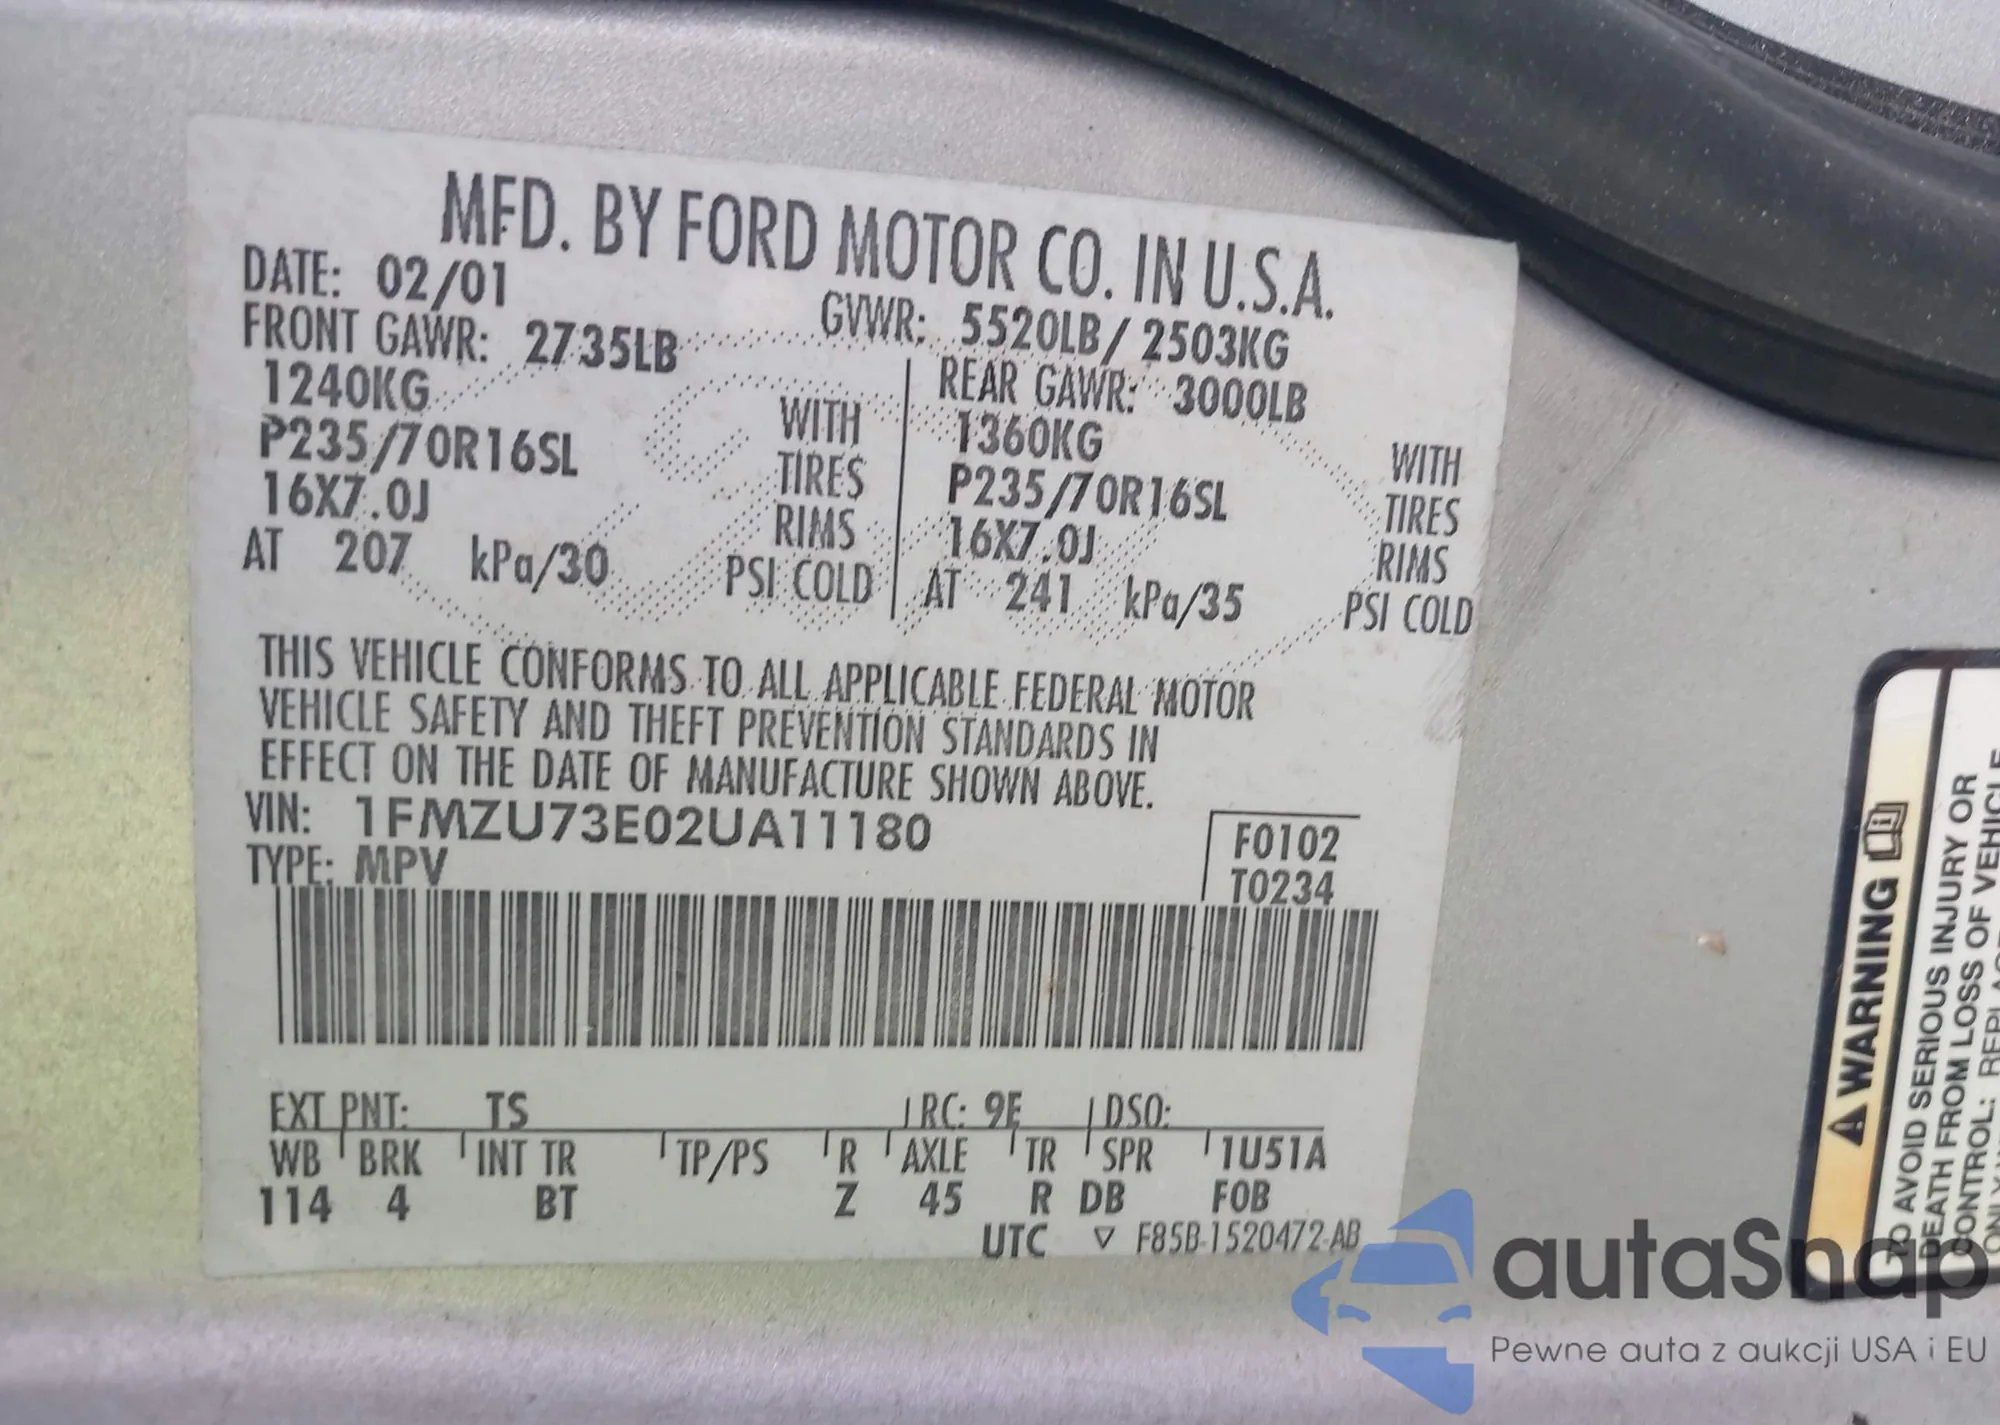 MFD. BY FORD MOTOR CO. IN U.S.A.
DATE: 02/01
GVWR: 5520LB / 2503KG
FRONT GAWR: 2735LB
1240KG
P235/70R16SL
16X7.0J
AT 207 kPa/30
WITH
TIRES
RIMS
PSI COLD
REAR GAWR: 3000LB
1360KG
P235/70R16SL
16X7.0J
AT 241 kPa/35
WITH
TIRES
RIMS
PSI COLD
THIS VEHICLE CONFORMS TO ALL APPLICABLE FEDERAL MOTOR
VEHICLE SAFETY AND THEFT PREVENTION STANDARDS IN
EFFECT ON THE DATE OF MANUFACTURE SHOWN ABOVE.
VIN: 1FMZU73E02UA11180
TYPE: MPV
F0102
T0234
EXT PNT: TS RC: 9E DSO:
WB BRK INT TR TP/PS R AXLE TR SPR 1U51A
114 4 BT Z 45 R DB F0B
UTC ▽ F85B-1520472-AB
⚠ WARNING
TO AVOID SERIOUS INJURY OR
DEATH FROM LOSS OF VEHICLE
CONTROL:
autaSnap
Pewne auta z aukcji USA i EU